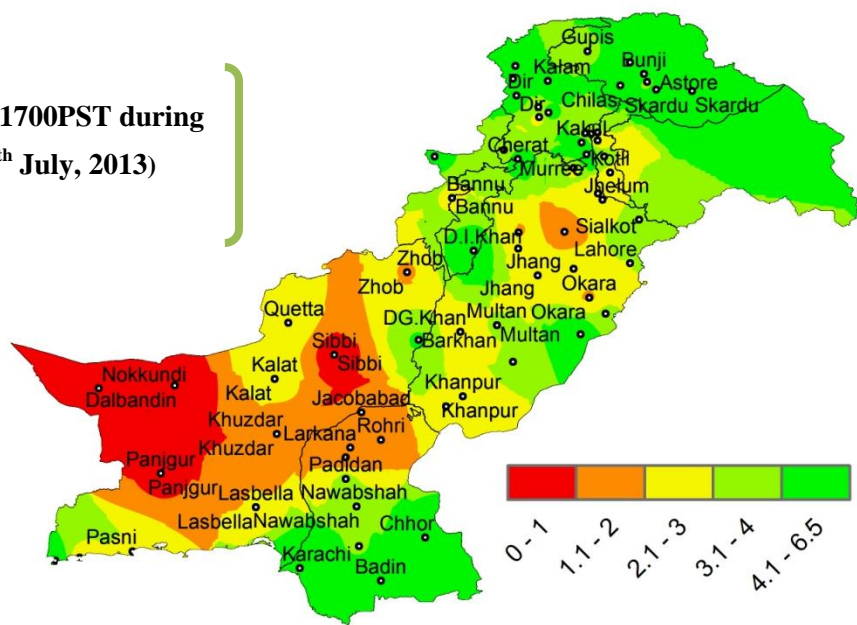 1700PST during
th July, 2013)
Gupis
Bunji
Kalam
Dir
Astore
Chilas
Dir
Skardu Skardu
Kakul
Cherat
Kotli
Murree
Bannu
Jhelum
Bannu
Sialkot
D.I.Khan
Lahore
Zhob
Jhang
Zhob
Okara
Jhang
Quetta
DG.Khan
Multan
Okara
Sibbi
Barkhan
Multan
Sibbi
Nokkundi
Kalat
Dalbandin
Kalat
Khanpur
Jacobabad
Khanpur
Khuzdar
Rohri
Larkana
Khuzdar
Panjgur
Padidan
Panjgur
Lasbella
Nawabshah
Lasbella
Nawabshah
Chhor
Pasni
Karachi
Badin
0 - 1
1.1 - 2
2.1 - 3
3.1 - 4
4.1 - 6.5